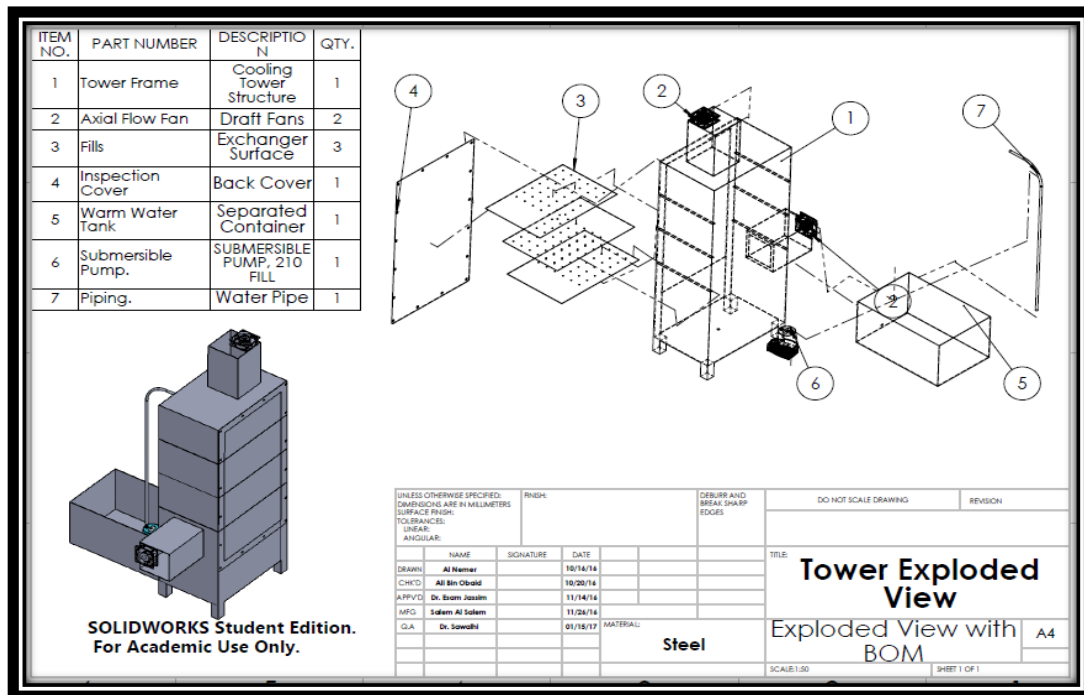 ITEM NO. PART NUMBER DESCRIPTIO N QTY.
1 Tower Frame Cooling Tower Structure 1
2 Axial Flow Fan Draft Fans 2
3 Fills Exchanger Surface 3
4 Inspection Cover Back Cover 1
5 Warm Water Tank Separated Container 1
6 Submersible Pump. SUBMERSIBLE PUMP, 210 FILL 1
7 Piping. Water Pipe 1
4
3
2
1
7
2
6
5
SOLIDWORKS Student Edition.
For Academic Use Only.
UNLESS OTHERWISE SPECIFIED:
DIMENSIONS ARE IN MILLIMETERS
SURFACE FINISH:
TOLERANCES:
LINEAR:
ANGULAR:
FINISH:
DEBURR AND
BREAK SHARP
EDGES
DO NOT SCALE DRAWING
REVISION
NAME SIGNATURE DATE
DRAWN Al Nemer 10/16/16
CHK'D Ali Bin Obaid 10/20/16
APPV'D Dr. Esam Jassim 11/14/16
MFG Salem Al Salem 11/26/16
Q.A Dr. Sawalhi 01/15/17
MATERIAL:
Steel
TITLE:
Tower Exploded
View
Exploded View with
BOM
A4
SCALE:1:50
SHEET 1 OF 1